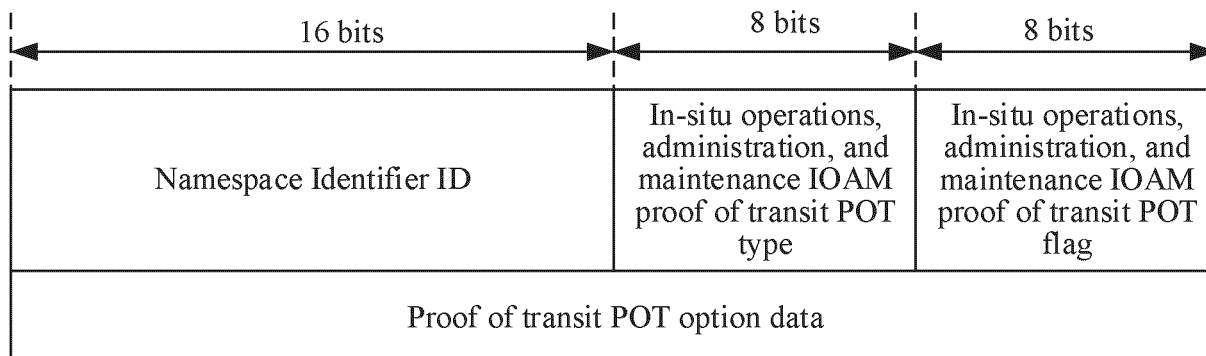 16 bits
8 bits
8 bits
Namespace Identifier ID
In-situ operations,
administration, and
maintenance IOAM
proof of transit POT
type
In-situ operations,
administration, and
maintenance IOAM
proof of transit POT
flag
Proof of transit POT option data